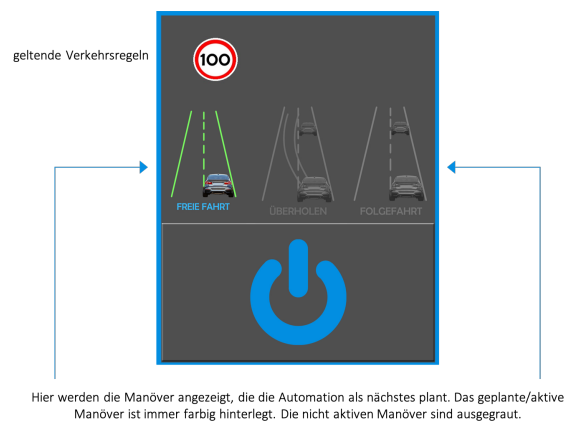 geltende Verkehrsregeln
100
FREIE FAHRT
ÜBERHOLEN
FOLGEFAHRT
Hier werden die Manöver angezeigt, die die Automation als nächstes plant. Das geplante/aktive
Manöver ist immer farbig hinterlegt. Die nicht aktiven Manöver sind ausgegraut.